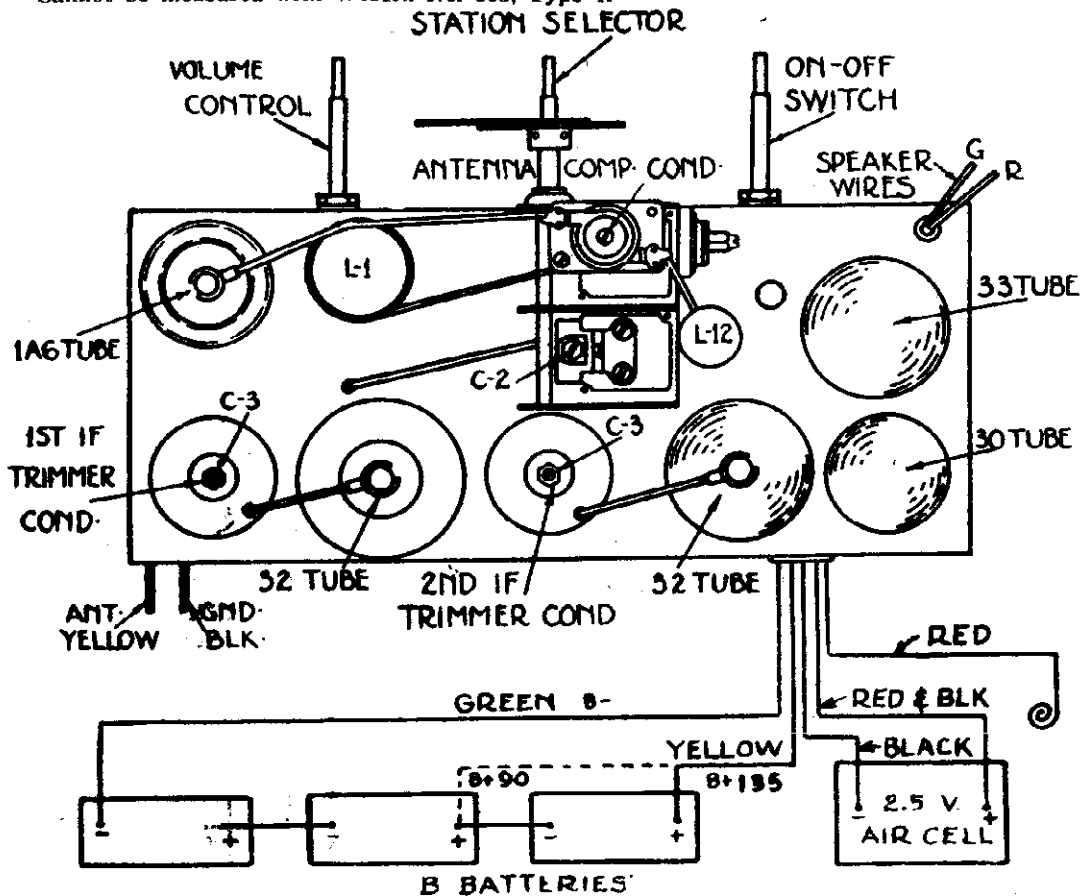 STATION SELECTOR
VOLUME
CONTROL
ON-OFF
SWITCH
ANTENNA COMP. COND.
SPEAKER
WIRES
G
R
L-1
33 TUBE
1A6 TUBE
L-12
C-2
C-3
C-3
1ST IF
TRIMMER
COND.
30 TUBE
32 TUBE
2ND IF
TRIMMER COND
32 TUBE
ANT.
YELLOW
GND
BLK.
RED
GREEN B-
RED & BLK
YELLOW
BLACK
B+90
B+135
- +
- +
- +
2.5 V.
AIR CELL
- +
B BATTERIES